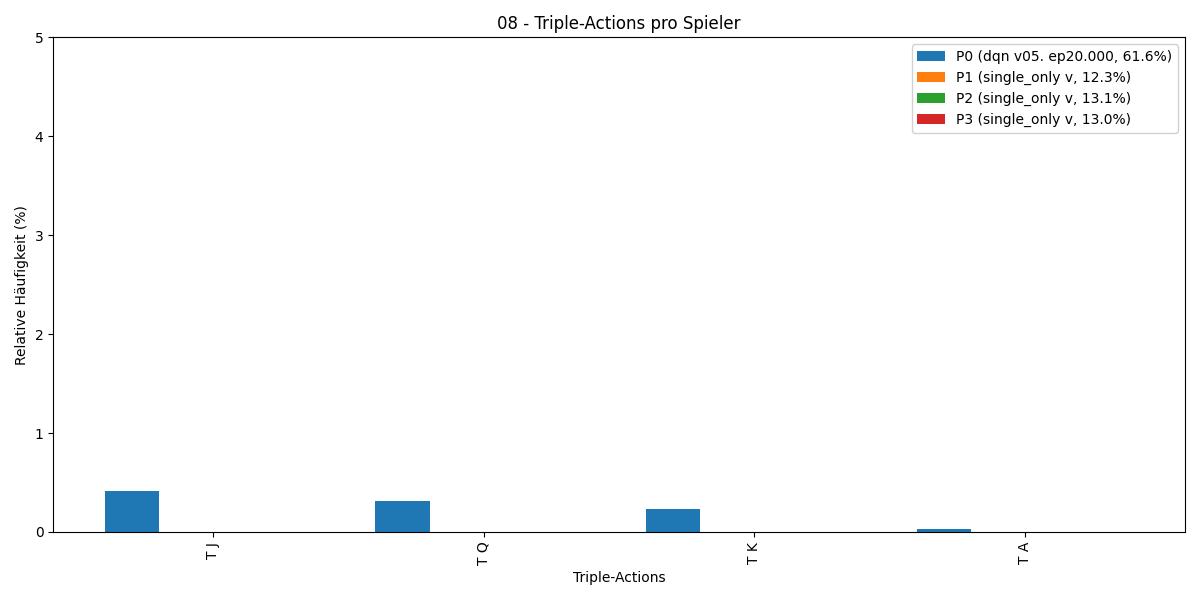 08 - Triple-Actions pro Spieler
P0 (dqn v05. ep20.000, 61.6%)
P1 (single_only v, 12.3%)
P2 (single_only v, 13.1%)
P3 (single_only v, 13.0%)
Relative Häufigkeit (%)
5
4
3
2
1
0
T J
T Q
T K
T A
Triple-Actions